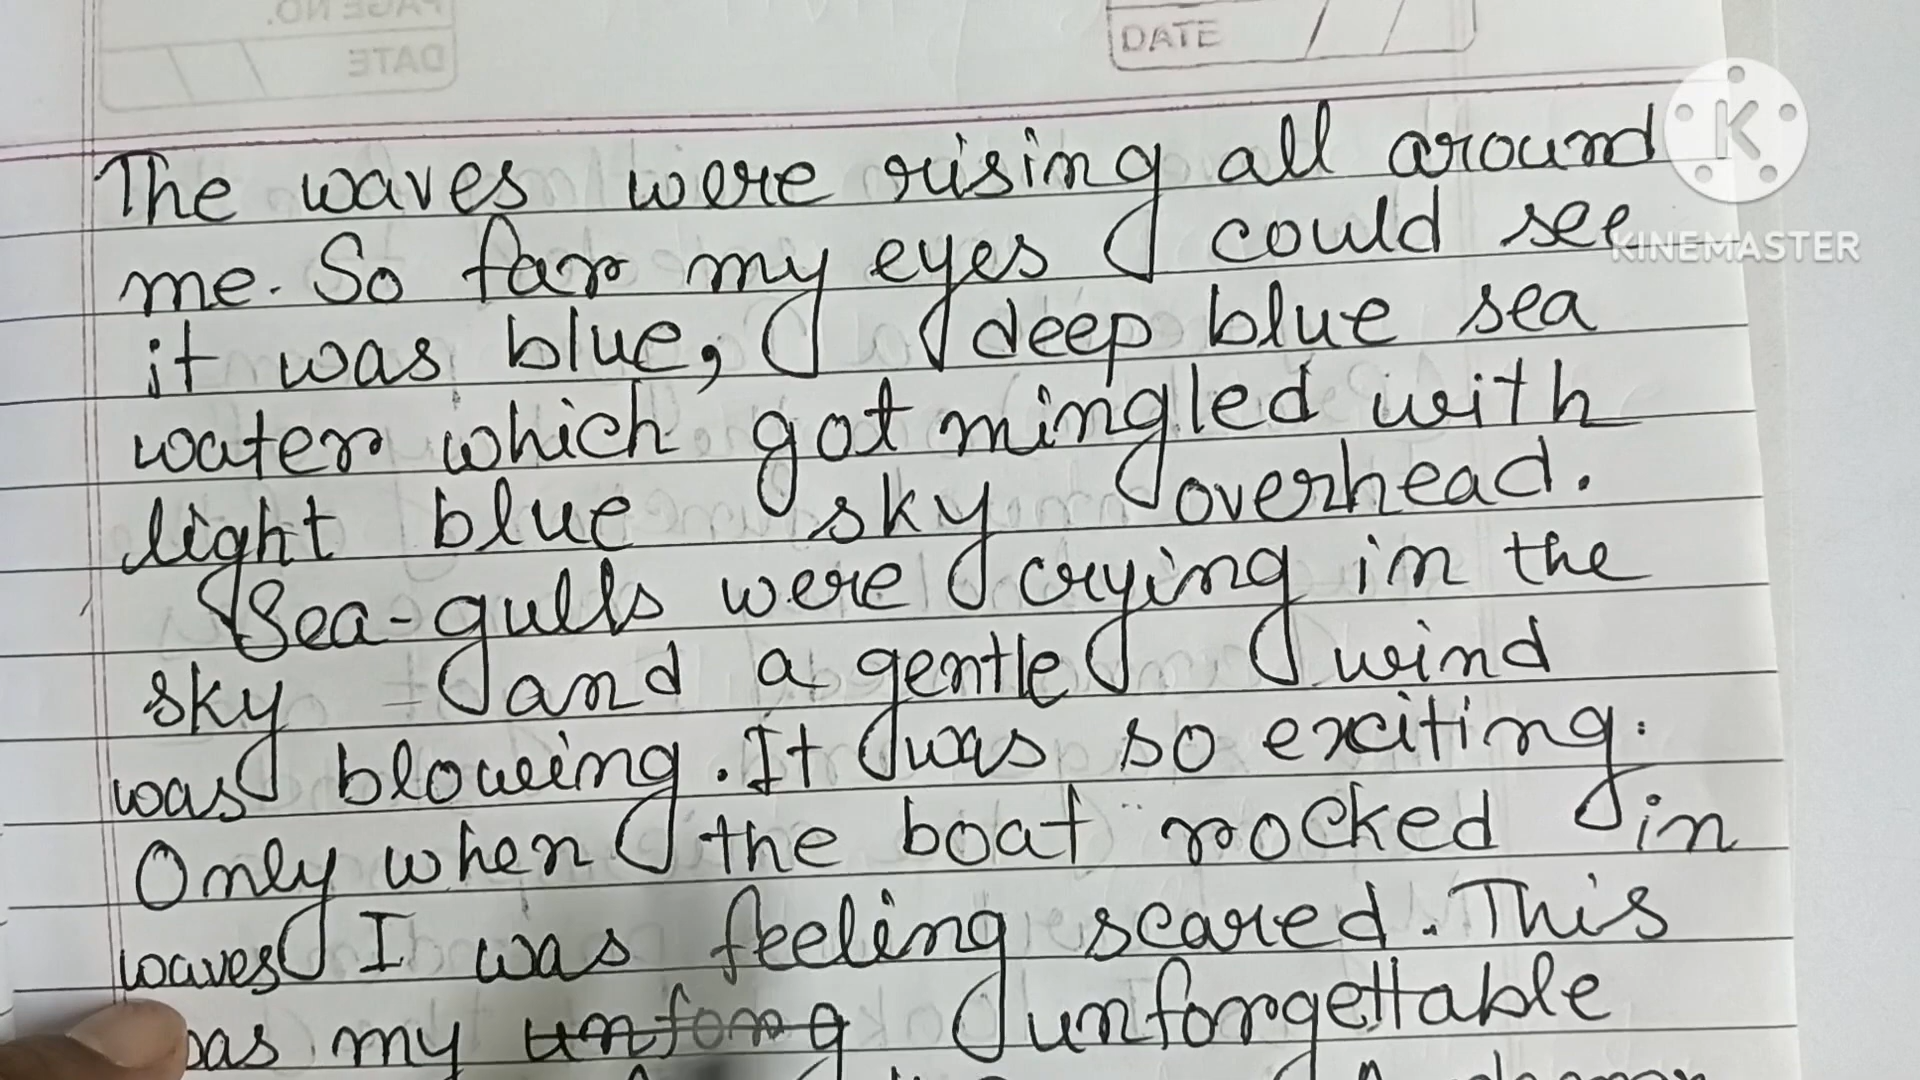 PAGE NO.
DATE
DATE / /
The waves were rising all around
me. So far my eyes could see
it was blue, deep blue sea
water which got mingled with
light blue sky overhead.
Sea-gulls were crying in the
sky and a gentle wind
was blowing. It was so exciting.
Only when the boat rocked in
waves I was feeling scared. This
was my unforg unforgettable
K
KINEMASTER